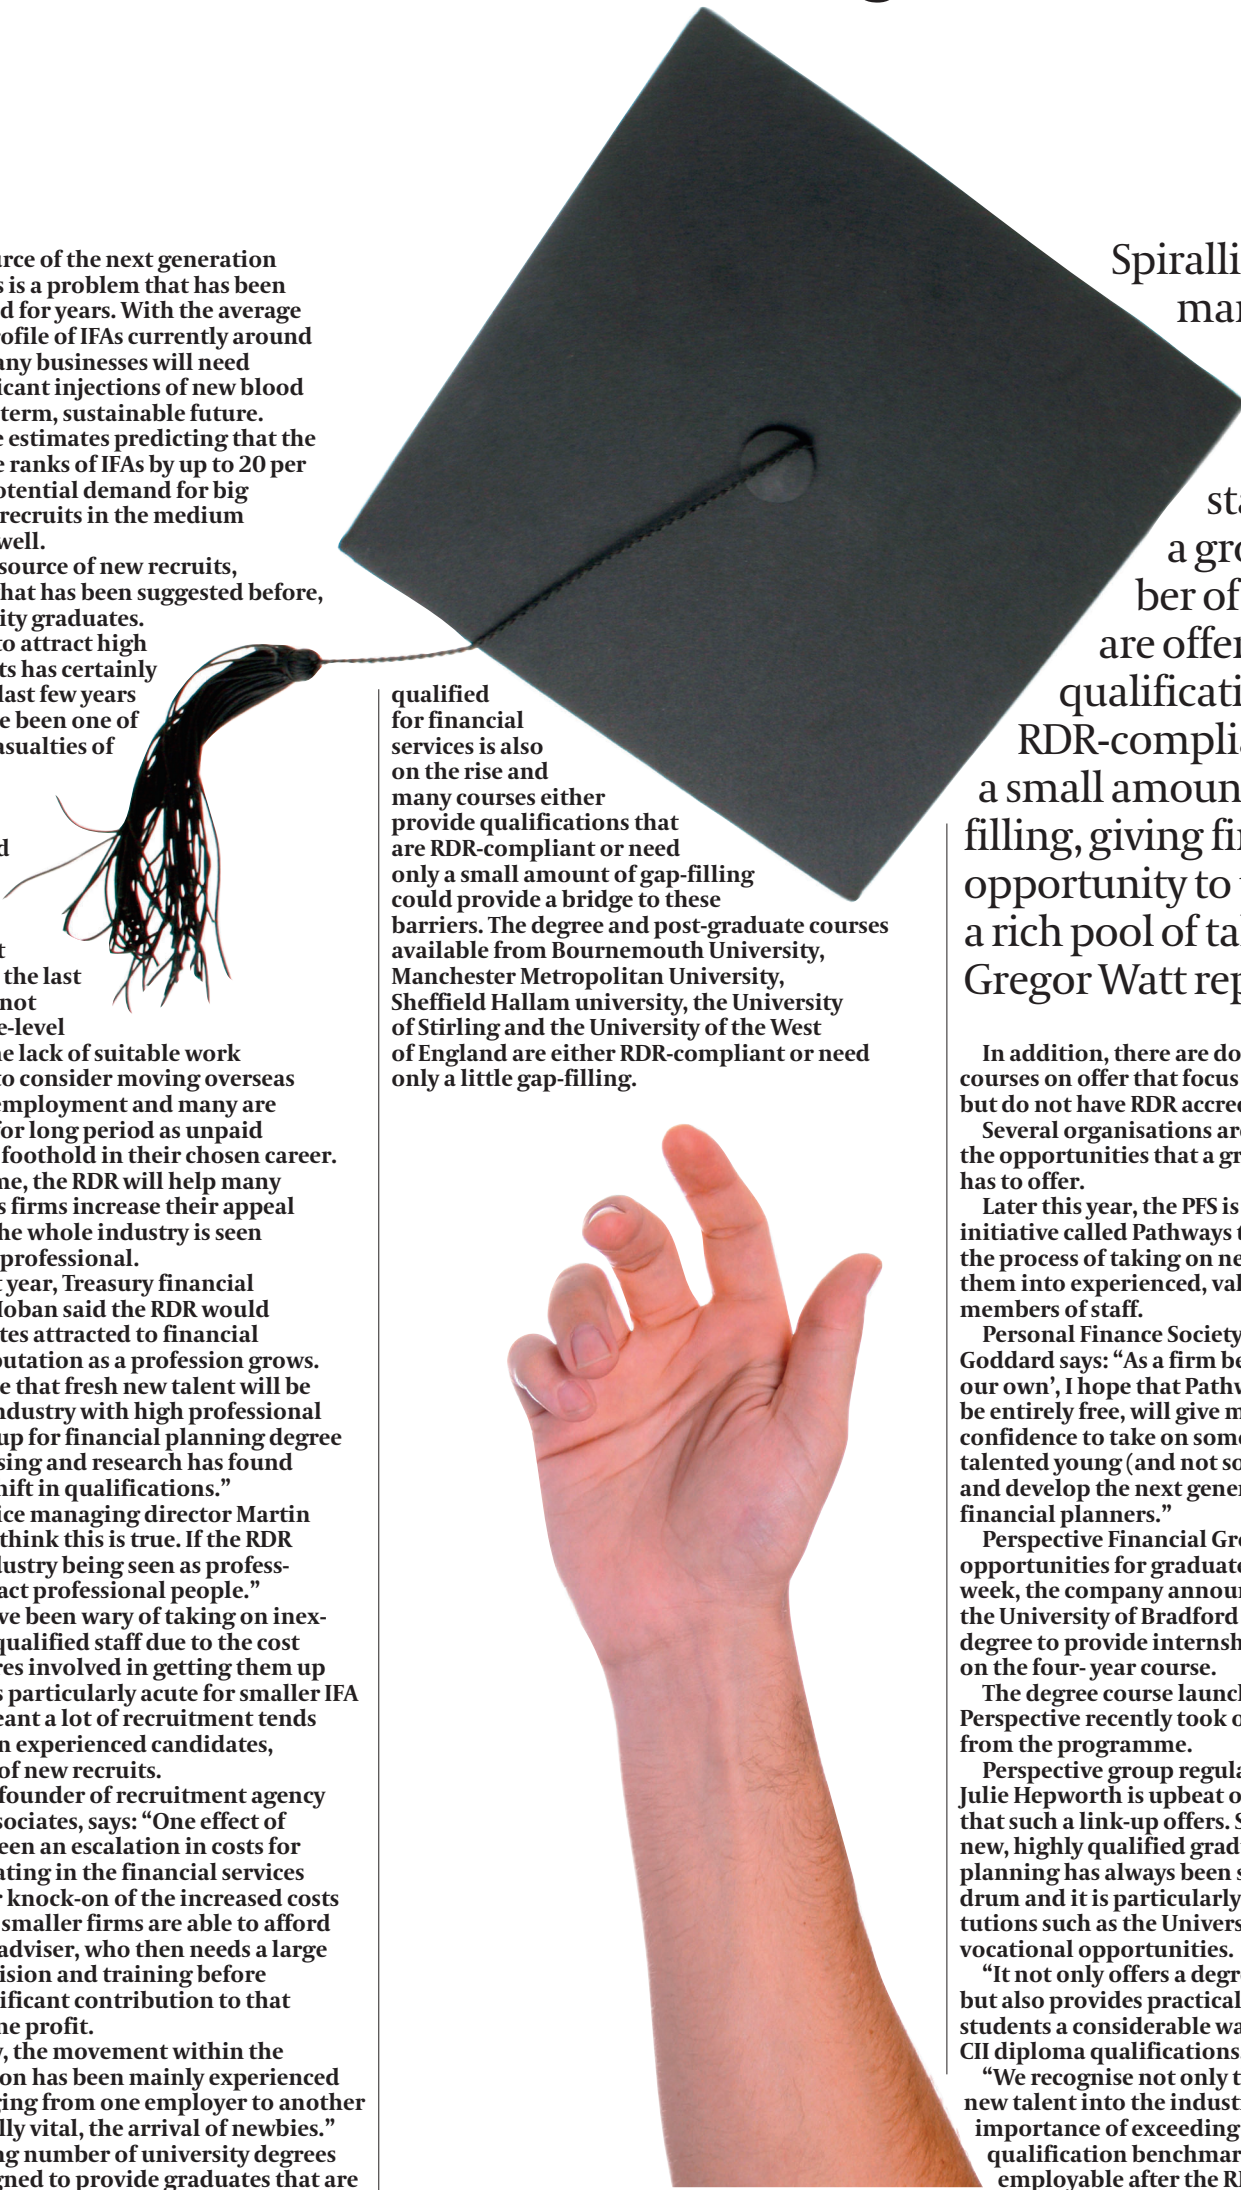 urce of the next generation
s is a problem that has been
d for years. With the average
rofile of IFAs currently around
any businesses will need
icant injections of new blood
term, sustainable future.
e estimates predicting that the
e ranks of IFAs by up to 20 per
otential demand for big
recruits in the medium
well.
source of new recruits,
hat has been suggested before,
ity graduates.
to attract high
ts has certainly
last few years
e been one of
asualties of
d
t
the last
not
e-level
ne lack of suitable work
to consider moving overseas
employment and many are
for long period as unpaid
foothold in their chosen career.
me, the RDR will help many
s firms increase their appeal
he whole industry is seen
professional.
t year, Treasury financial
Hoban said the RDR would
tes attracted to financial
putation as a profession grows.
e that fresh new talent will be
ndustry with high professional
up for financial planning degree
sing and research has found
hift in qualifications.”
ice managing director Martin
think this is true. If the RDR
dustry being seen as profess-
act professional people.”
ve been wary of taking on inex-
qualified staff due to the cost
res involved in getting them up
s particularly acute for smaller IFA
eant a lot of recruitment tends
n experienced candidates,
of new recruits.
founder of recruitment agency
sociates, says: “One effect of
een an escalation in costs for
ating in the financial services
r knock-on of the increased costs
smaller firms are able to afford
adviser, who then needs a large
ision and training before
ificant contribution to that
ne profit.
y, the movement within the
on has been mainly experienced
ging from one employer to another
lly vital, the arrival of newbies.”
ng number of university degrees
gned to provide graduates that are
qualified
for financial
services is also
on the rise and
many courses either
provide qualifications that
are RDR-compliant or need
only a small amount of gap-filling
could provide a bridge to these
barriers. The degree and post-graduate courses
available from Bournemouth University,
Manchester Metropolitan University,
Sheffield Hallam university, the University
of Stirling and the University of the West
of England are either RDR-compliant or need
only a little gap-filling.
Spiralli
mar
sta
a gro
ber of
are offer
qualificati
RDR-complia
a small amoun
filling, giving fir
opportunity to
a rich pool of tal
Gregor Watt rep
In addition, there are do
courses on offer that focus
but do not have RDR accred
Several organisations are
the opportunities that a gr
has to offer.
Later this year, the PFS is
initiative called Pathways t
the process of taking on ne
them into experienced, val
members of staff.
Personal Finance Society
Goddard says: “As a firm be
our own’, I hope that Pathw
be entirely free, will give m
confidence to take on some
talented young (and not so
and develop the next gener
financial planners.”
Perspective Financial Gro
opportunities for graduate
week, the company announ
the University of Bradford
degree to provide internsh
on the four- year course.
The degree course launch
Perspective recently took o
from the programme.
Perspective group regula
Julie Hepworth is upbeat o
that such a link-up offers. S
new, highly qualified gradu
planning has always been s
drum and it is particularly
tutions such as the Univers
vocational opportunities.
“It not only offers a degre
but also provides practical
students a considerable wa
CII diploma qualifications.
“We recognise not only t
new talent into the industr
importance of exceeding
qualification benchmar
employable after the RD